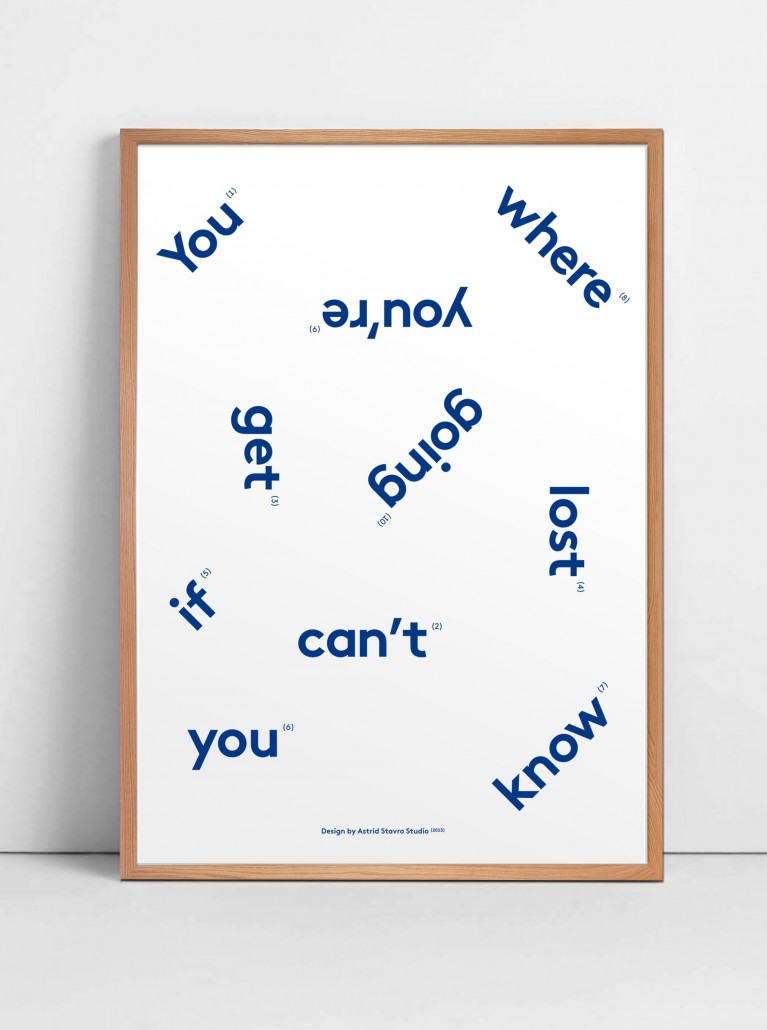 You (1)
where (8)
you're (9)
get (3)
going (10)
lost (4)
if (5)
can't (2)
you (6)
know (7)
Design by Astrid Stavro Studio (2013)